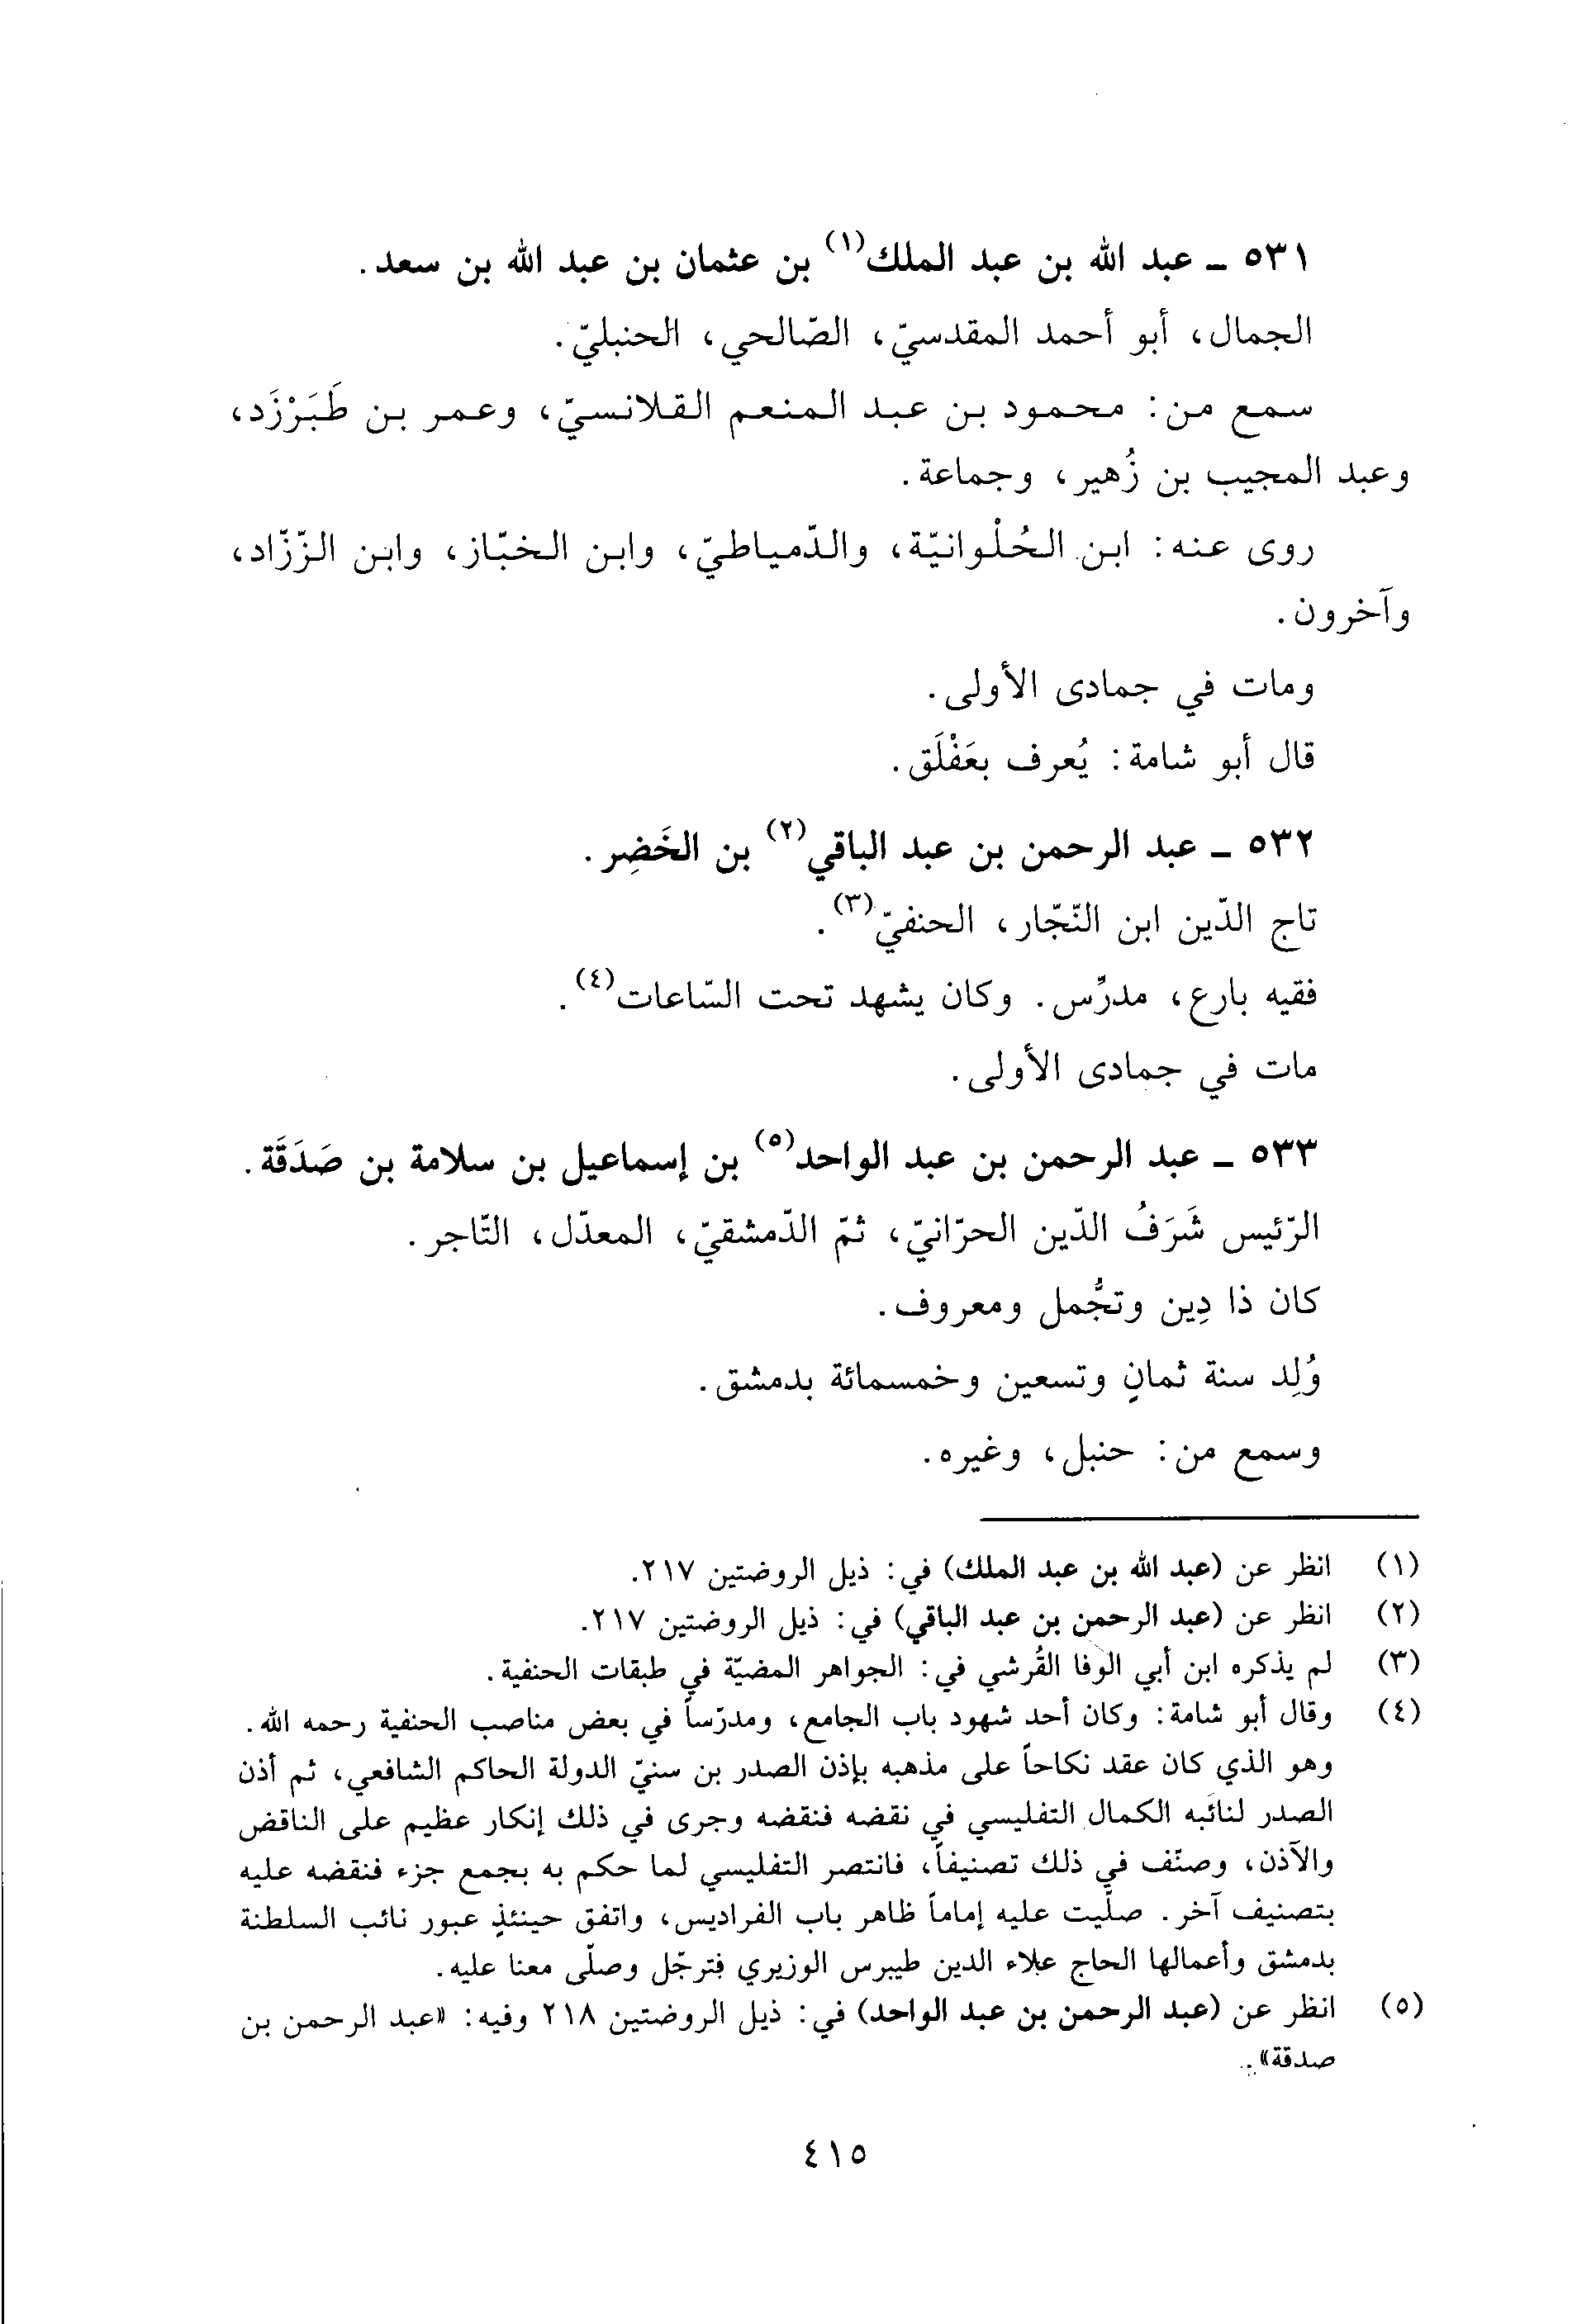 ٥٣١ ـ عبد الله بن عبد الملك(١) بن عثمان بن عبد الله بن سعد.
الجمال، أبو أحمد المقدسيّ، الصّالحي، الحنبليّ.
سمع من: محمود بن عبد المنعم القلانسيّ، وعمر بن طَبَرْزَد،
وعبد المجيب بن زُهير، وجماعة.
روى عنه: ابن الحُلْوانيّة، والدّمياطيّ، وابن الخبّاز، وابن الزّرّاد،
وآخرون.
ومات في جمادى الأولى.
قال أبو شامة: يُعرف بعَفْلَق.
٥٣٢ ـ عبد الرحمن بن عبد الباقي(٢) بن الخَضِر.
تاج الدّين ابن النّجّار، الحنفيّ(٣).
فقيه بارع، مدرِّس. وكان يشهد تحت السّاعات(٤).
مات في جمادى الأولى.
٥٣٣ ـ عبد الرحمن بن عبد الواحد(٥) بن إسماعيل بن سلامة بن صَدَقَة.
الرّئيس شَرَفُ الدّين الحرّانيّ، ثمّ الدّمشقيّ، المعدّل، التّاجر.
كان ذا دِين وتجُّمل ومعروف.
وُلِد سنة ثمانٍ وتسعين وخمسمائة بدمشق.
وسمع من: حنبل، وغيره.
(١) انظر عن (عبد الله بن عبد الملك) في: ذيل الروضتين ٢١٧.
(٢) انظر عن (عبد الرحمن بن عبد الباقي) في: ذيل الروضتين ٢١٧.
(٣) لم يذكره ابن أبي الوفا القُرشي في: الجواهر المضيّة في طبقات الحنفية.
(٤) وقال أبو شامة: وكان أحد شهود باب الجامع، ومدرّساً في بعض مناصب الحنفية رحمه الله.
وهو الذي كان عقد نكاحاً على مذهبه بإذن الصدر بن سنيّ الدولة الحاكم الشافعي، ثم أذن
الصدر لنائبه الكمال التفليسي في نقضه فنقضه وجرى في ذلك إنكار عظيم على الناقض
والآذن، وصنّف في ذلك تصنيفاً، فانتصر التفليسي لما حكم به بجمع جزء فنقضه عليه
بتصنيف آخر. صلّيت عليه إماماً ظاهر باب الفراديس، واتفق حينئذٍ عبور نائب السلطنة
بدمشق وأعمالها الحاج علاء الدين طيبرس الوزيري فترجّل وصلّى معنا عليه.
(٥) انظر عن (عبد الرحمن بن عبد الواحد) في: ذيل الروضتين ٢١٨ وفيه: «عبد الرحمن بن
صدقة».
٤١٥